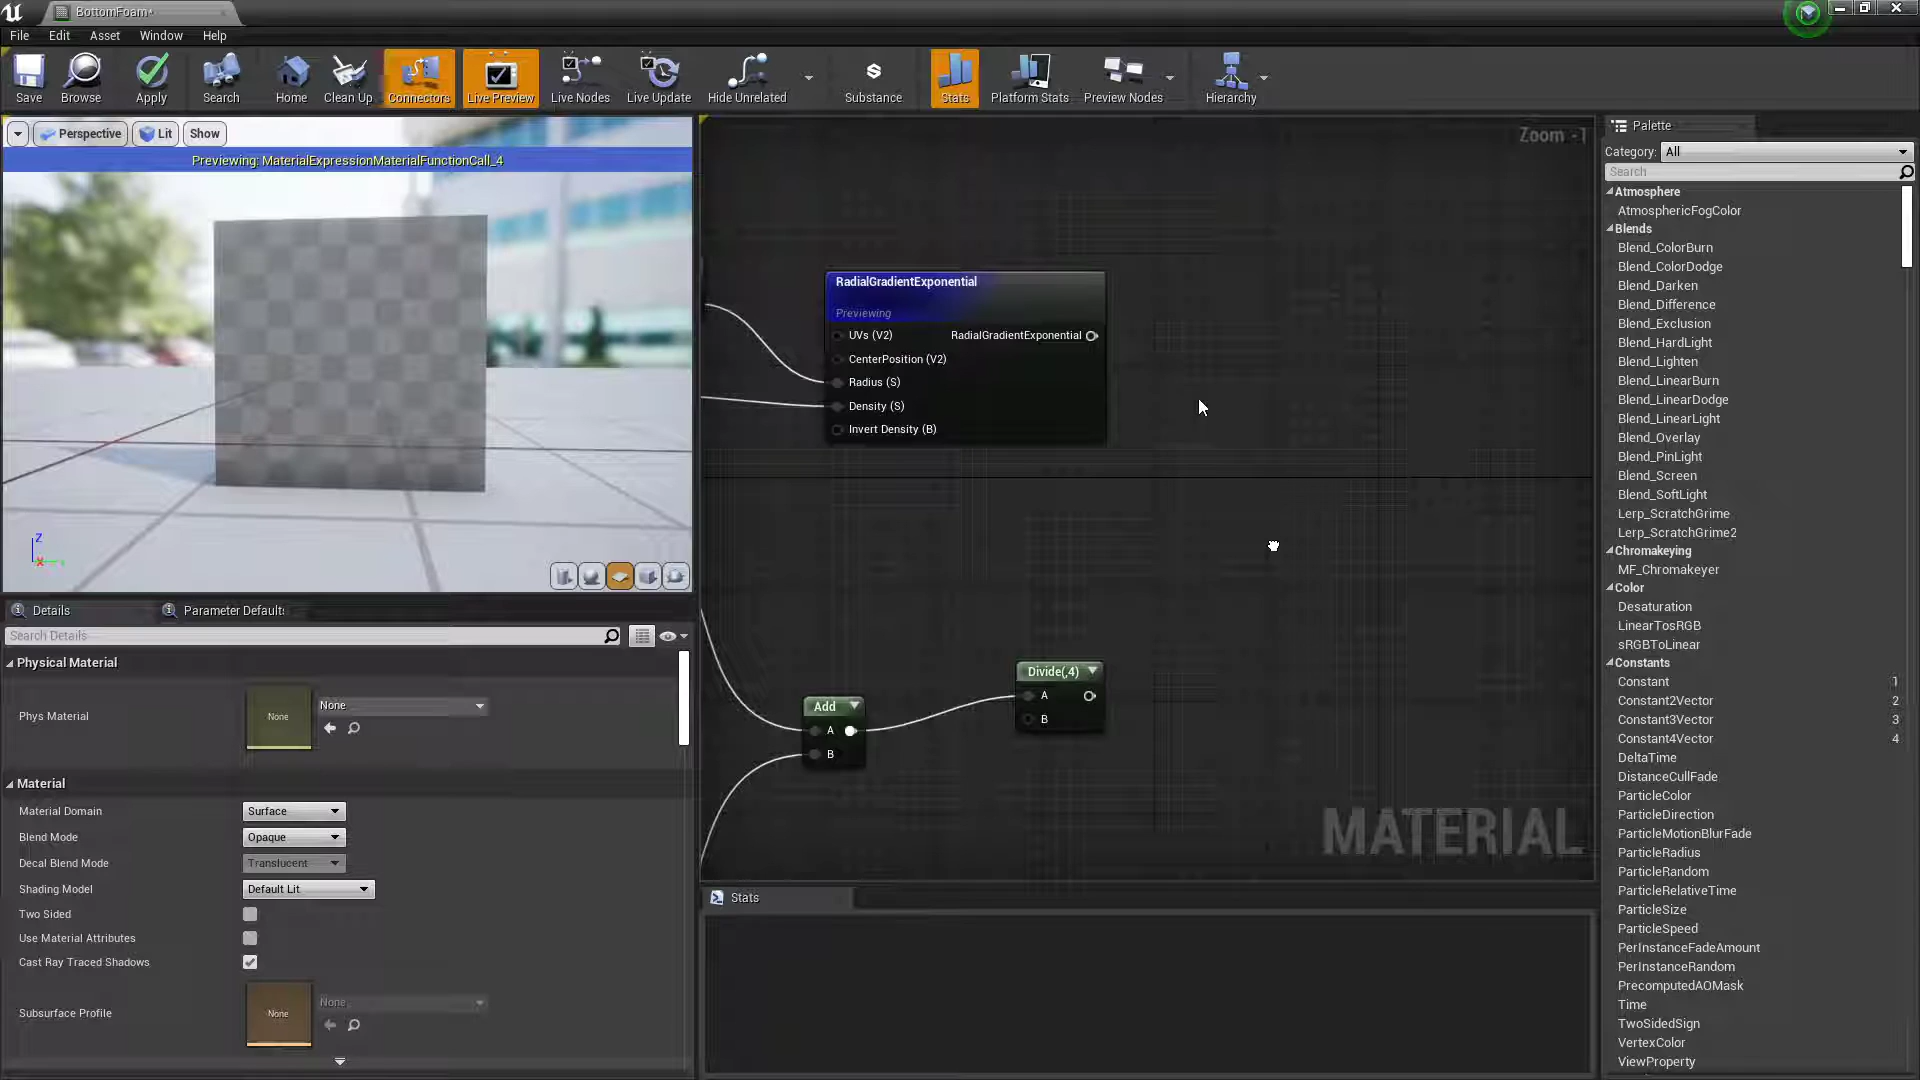 BottomFoam*
File Edit Asset Window Help
Save Browse Apply Search Home Clean Up Connectors Live Preview Live Nodes Live Update Hide Unrelated Substance Stats Platform Stats Preview Nodes Hierarchy
Perspective Lit Show
Previewing: MaterialExpressionMaterialFunctionCall_4
Z
x
Details Parameter Default
Search Details
Physical Material
Phys Material None None
Material
Material Domain Surface
Blend Mode Opaque
Decal Blend Mode Translucent
Shading Model Default Lit
Two Sided
Use Material Attributes
Cast Ray Traced Shadows
Subsurface Profile None None
Zoom -1
RadialGradientExponential
Previewing
UVs (V2) RadialGradientExponential
CenterPosition (V2)
Radius (S)
Density (S)
Invert Density (B)
Add
A
B
Divide(,4)
A
B
MATERIAL
Stats
Palette
Category: All
Search
Atmosphere
AtmosphericFogColor
Blends
Blend_ColorBurn
Blend_ColorDodge
Blend_Darken
Blend_Difference
Blend_Exclusion
Blend_HardLight
Blend_Lighten
Blend_LinearBurn
Blend_LinearDodge
Blend_LinearLight
Blend_Overlay
Blend_PinLight
Blend_Screen
Blend_SoftLight
Lerp_ScratchGrime
Lerp_ScratchGrime2
Chromakeying
MF_Chromakeyer
Color
Desaturation
LinearTosRGB
sRGBToLinear
Constants
Constant 1
Constant2Vector 2
Constant3Vector 3
Constant4Vector 4
DeltaTime
DistanceCullFade
ParticleColor
ParticleDirection
ParticleMotionBlurFade
ParticleRadius
ParticleRandom
ParticleRelativeTime
ParticleSize
ParticleSpeed
PerInstanceFadeAmount
PerInstanceRandom
PrecomputedAOMask
Time
TwoSidedSign
VertexColor
ViewProperty